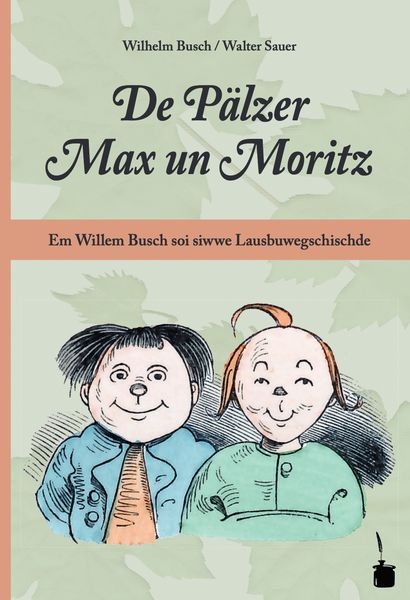 Wilhelm Busch / Walter Sauer
De Pälzer
Max un Moritz
Em Willem Busch soi siwwe Lausbuwegschischde